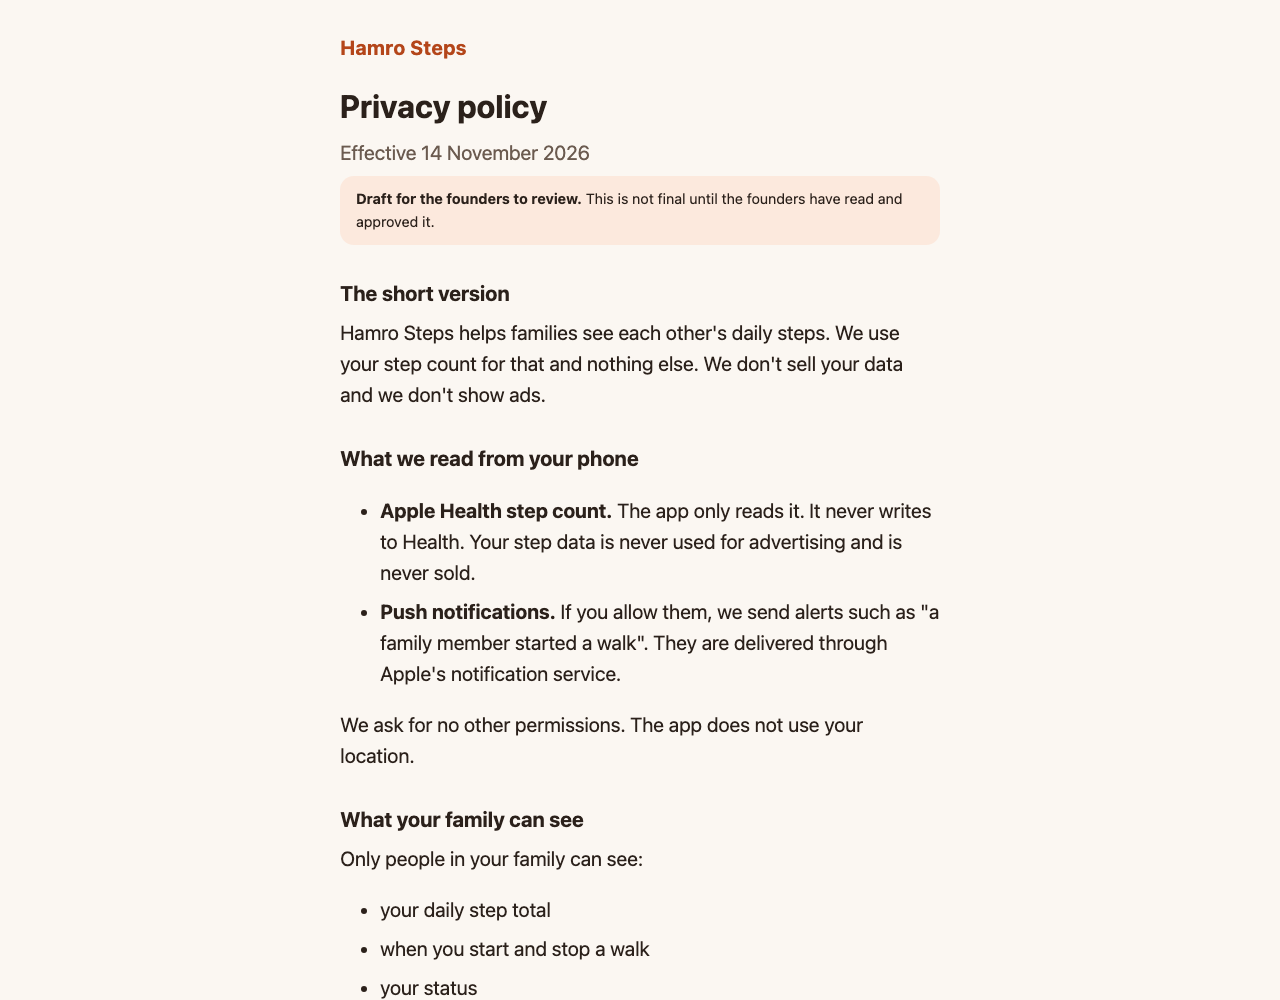 Hamro Steps
Privacy policy
Effective 14 November 2026
Draft for the founders to review. This is not final until the founders have read and
approved it.
The short version
Hamro Steps helps families see each other's daily steps. We use
your step count for that and nothing else. We don't sell your data
and we don't show ads.
What we read from your phone
• Apple Health step count. The app only reads it. It never writes
to Health. Your step data is never used for advertising and is
never sold.
• Push notifications. If you allow them, we send alerts such as "a
family member started a walk". They are delivered through
Apple's notification service.
We ask for no other permissions. The app does not use your
location.
What your family can see
Only people in your family can see:
• your daily step total
• when you start and stop a walk
• your status